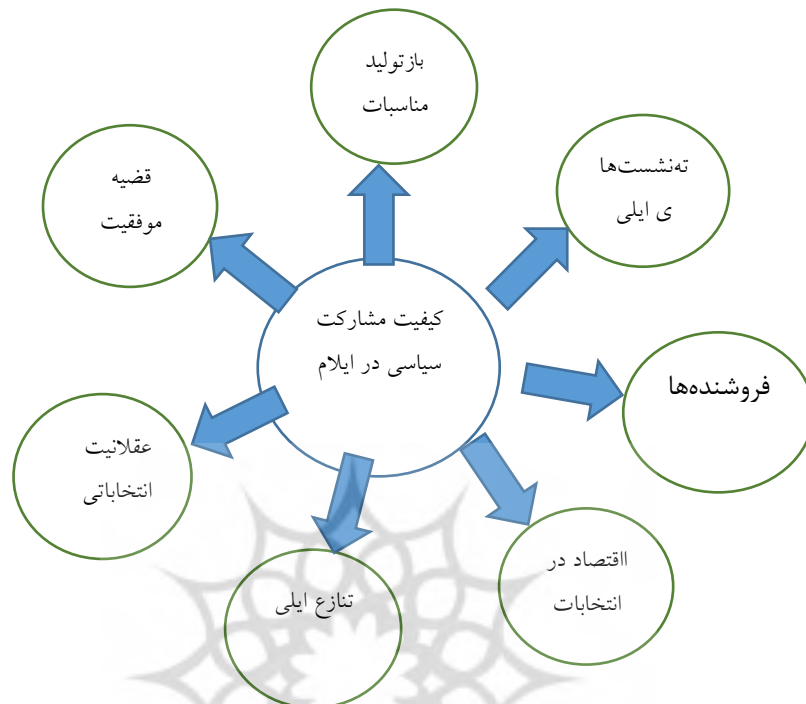 بازتولید
مناسبات
ته‌نشست‌ها
ی ایلی
قضیه
موفقیت
کیفیت مشارکت
سیاسی در ایلام
فروشنده‌ها
عقلانیت
انتخاباتی
ااقتصاد در
انتخابات
تنازع ایلی